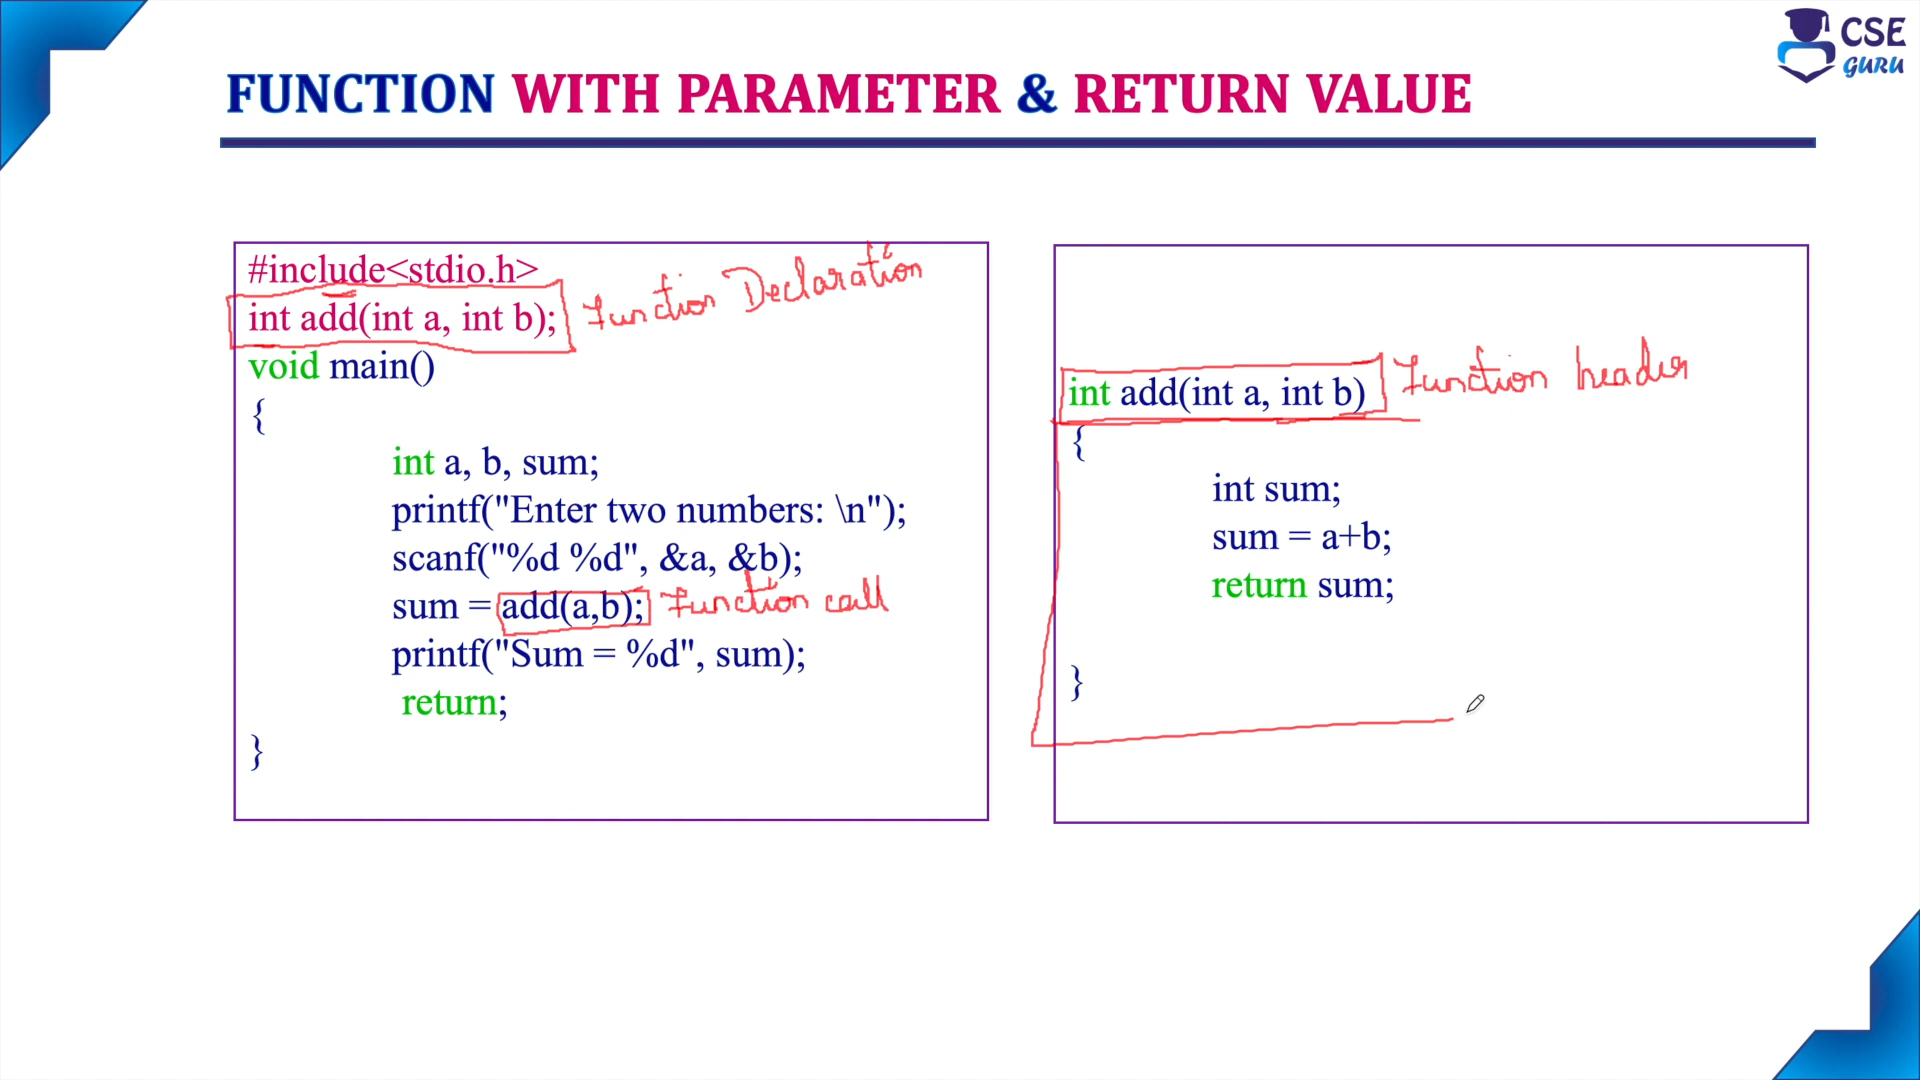 CSE
GURU
FUNCTION WITH PARAMETER & RETURN VALUE
#include<stdio.h>
int add(int a, int b);
Function Declaration
void main()
{
int a, b, sum;
printf("Enter two numbers: \n");
scanf("%d %d", &a, &b);
sum = add(a,b);
Function call
printf("Sum = %d", sum);
return;
}
int add(int a, int b)
Function header
{
int sum;
sum = a+b;
return sum;
}